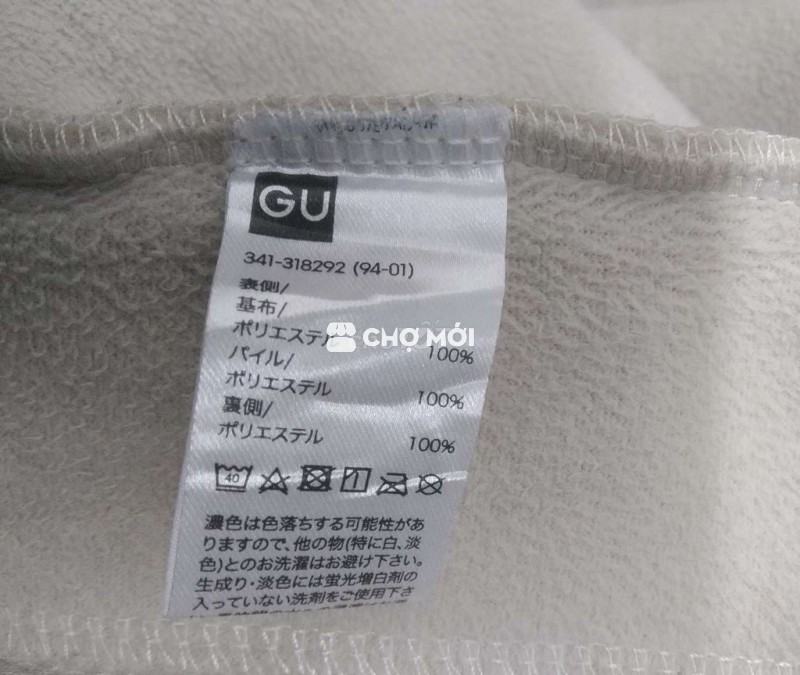 GU
341-318292 (94-01)
表側/
基布/
ポリエステル
CHỢ MỚI
100%
パイル/
ポリエステル
100%
裏側/
ポリエステル
100%
40
濃色は色落ちする可能性があ
りますので、他の物(特に白、淡
色)とのお洗濯はお避け下さい。
生成り・淡色には蛍光増白剤の
入っていない洗剤をご使用下さ